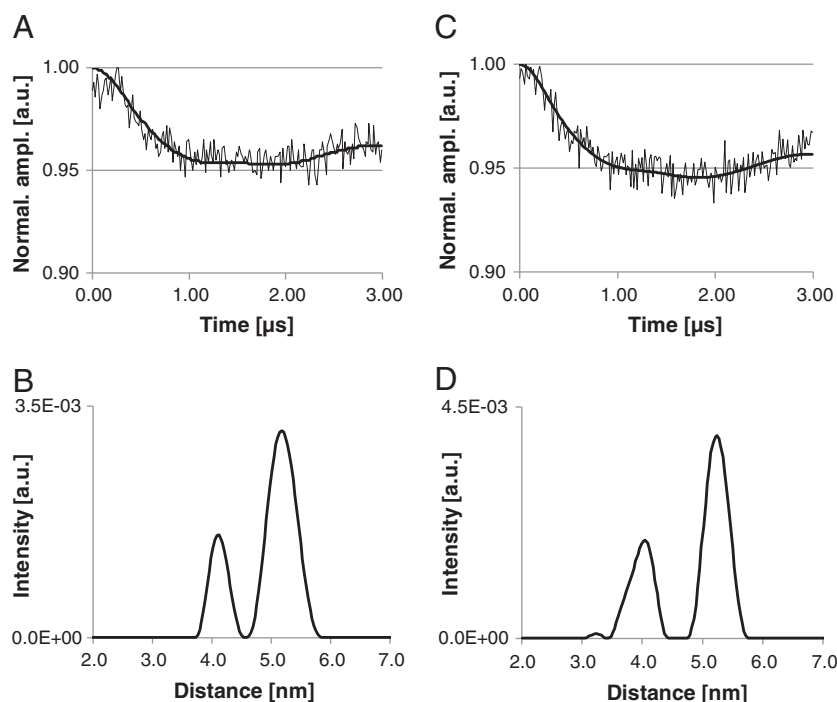 A
Normal. ampl. [a.u.]
1.00
0.95
0.90
0.00
1.00
2.00
3.00
Time [µs]
C
Normal. ampl. [a.u.]
1.00
0.95
0.90
0.00
1.00
2.00
3.00
Time [µs]
B
Intensity [a.u.]
3.5E-03
0.0E+00
2.0
3.0
4.0
5.0
6.0
7.0
Distance [nm]
D
Intensity [a.u.]
4.5E-03
0.0E+00
2.0
3.0
4.0
5.0
6.0
7.0
Distance [nm]